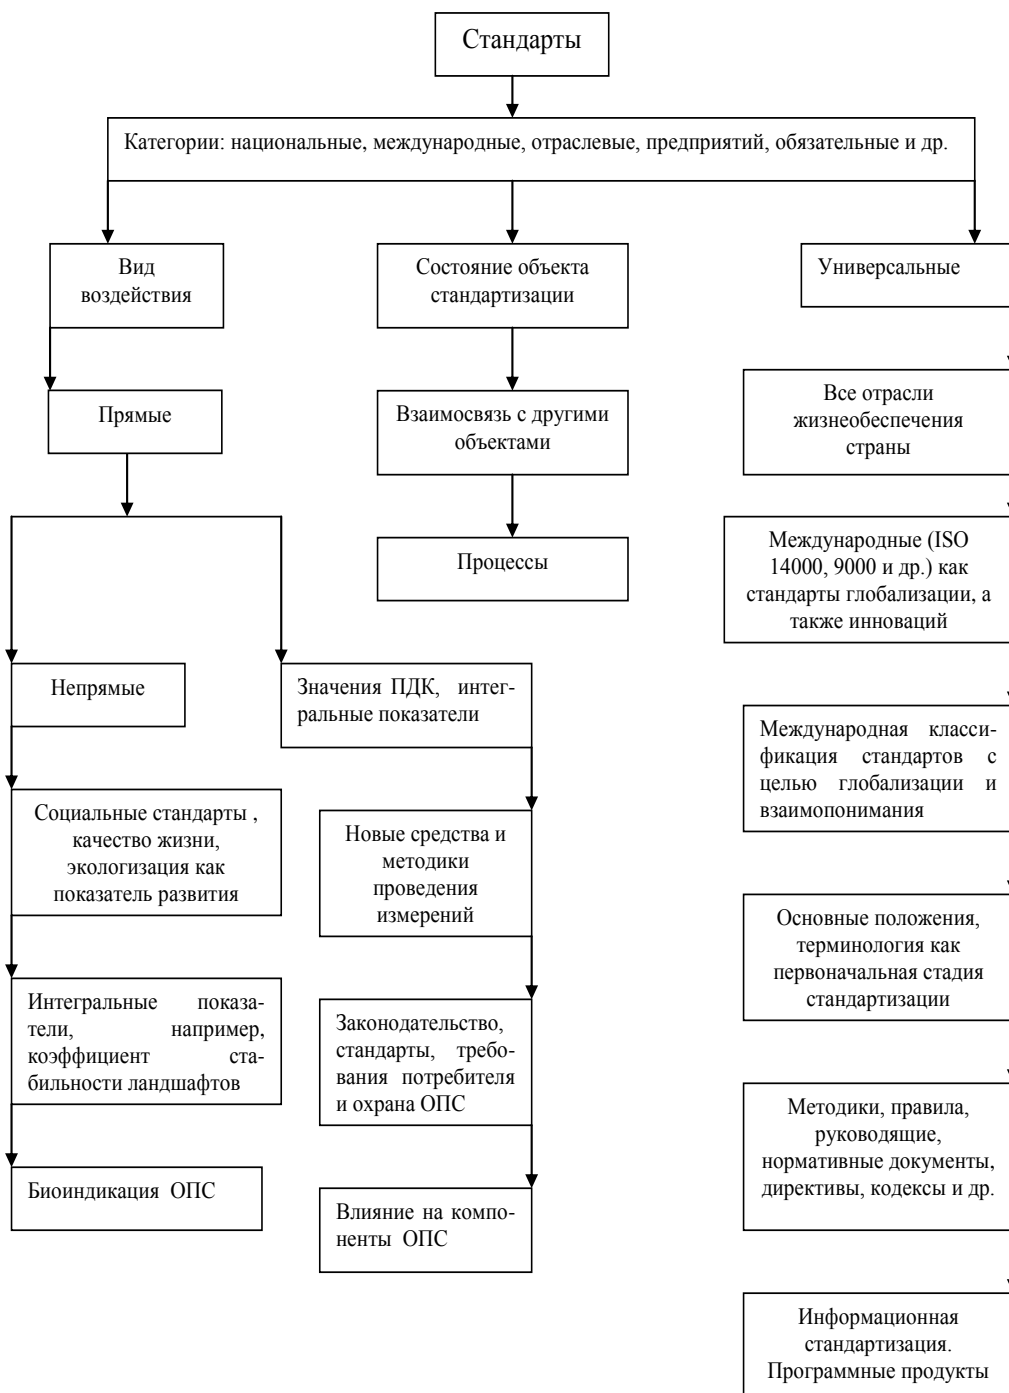 Стандарты
Категории: национальные, международные, отраслевые, предприятий, обязательные и др.
Вид
воздействия
Состояние объекта
стандартизации
Универсальные
Прямые
Взаимосвязь с другими
объектами
Все отрасли
жизнеобеспечения
страны
Процессы
Международные (ISO
14000, 9000 и др.) как
стандарты глобализации, а
также инноваций
Непрямые
Значения ПДК, интег-
ральные показатели
Международная класси-
фикация стандартов с
целью глобализации и
взаимопонимания
Социальные стандарты ,
качество жизни,
экологизация как
показатель развития
Новые средства и
методики
проведения
измерений
Основные положения,
терминология как
первоначальная стадия
стандартизации
Интегральные показа-
тели, например,
коэффициент ста-
бильности ландшафтов
Законодательство,
стандарты, требо-
вания потребителя
и охрана ОПС
Методики, правила,
руководящие,
нормативные документы,
директивы, кодексы и др.
Биоиндикация ОПС
Влияние на компо-
ненты ОПС
Информационная
стандартизация.
Программные продукты